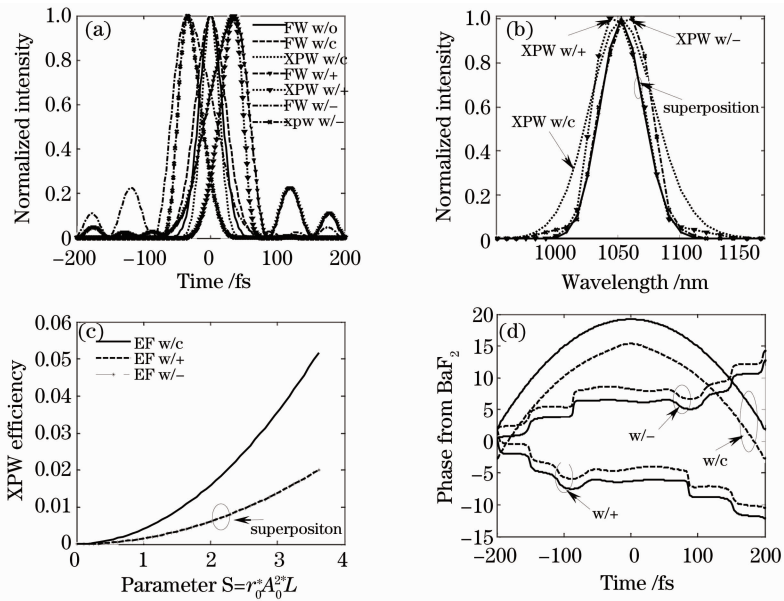 (a)
FW w/o
FW w/c
XPW w/c
FW w/+
XPW w/+
FW w/−
xpw w/−
Normalized intensity
1.0
0.8
0.6
0.4
0.2
0
−200 −100 0 100 200
Time /fs
(b)
XPW w/+
XPW w/−
superposition
XPW w/c
Normalized intensity
1.0
0.8
0.6
0.4
0.2
0
1000 1050 1100 1150
Wavelength /nm
(c)
EF w/c
EF w/+
EF w/−
superpositon
XPW efficiency
0.06
0.05
0.04
0.03
0.02
0.01
0
0 1 2 3 4
Parameter S=r₀*A₀²*L
(d)
w/−
w/c
w/+
Phase from BaF₂
20
15
10
5
0
−5
−10
−15
−200 −100 0 100 200
Time /fs